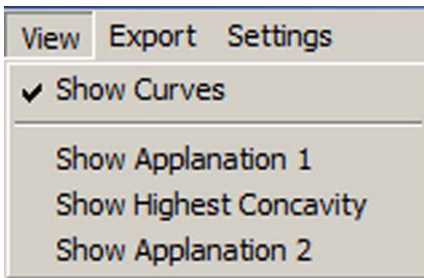 View Export Settings
Show Curves
Show Applanation 1
Show Highest Concavity
Show Applanation 2